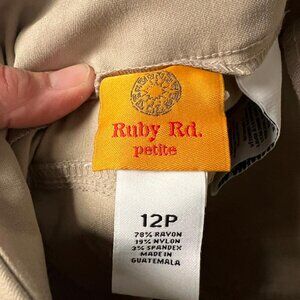 Ruby Rd.
petite
12P
78% RAYON
19% NYLON
3% SPANDEX
MADE IN
GUATEMALA